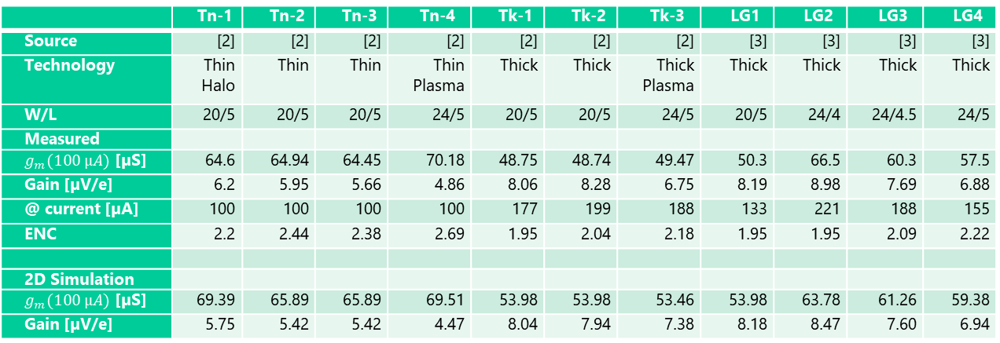 Tn-1 Tn-2 Tn-3 Tn-4 Tk-1 Tk-2 Tk-3 LG1 LG2 LG3 LG4
Source [2] [2] [2] [2] [2] [2] [2] [3] [3] [3] [3]
Technology Thin Thin Thin Thin Thick Thick Thick Thick Thick Thick Thick
Halo Plasma Plasma
W/L 20/5 20/5 20/5 24/5 20/5 20/5 24/5 20/5 24/4 24/4.5 24/5
Measured
g_m(100 μA) [μS] 64.6 64.94 64.45 70.18 48.75 48.74 49.47 50.3 66.5 60.3 57.5
Gain [μV/e] 6.2 5.95 5.66 4.86 8.06 8.28 6.75 8.19 8.98 7.69 6.88
@ current [μA] 100 100 100 100 177 199 188 133 221 188 155
ENC 2.2 2.44 2.38 2.69 1.95 2.04 2.18 1.95 1.95 2.09 2.22
2D Simulation
g_m(100 μA) [μS] 69.39 65.89 65.89 69.51 53.98 53.98 53.46 53.98 63.78 61.26 59.38
Gain [μV/e] 5.75 5.42 5.42 4.47 8.04 7.94 7.38 8.18 8.47 7.60 6.94